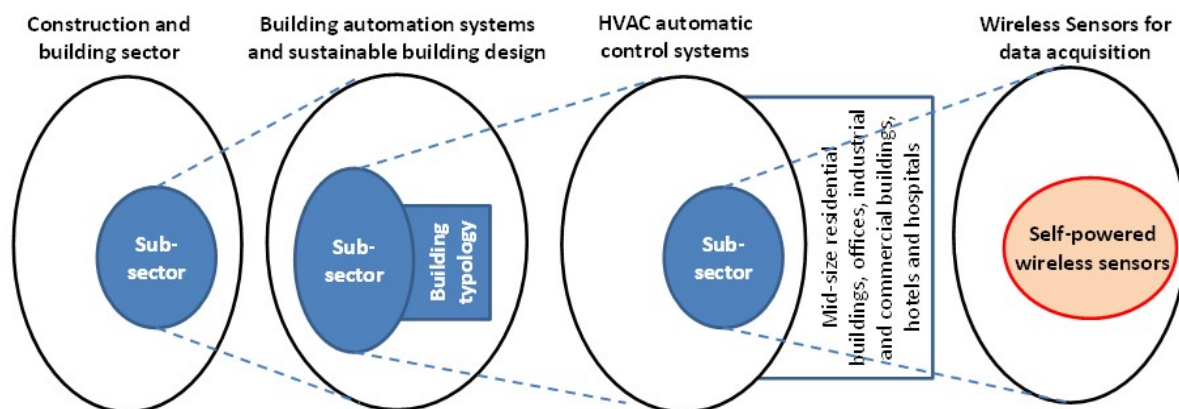 Construction and
building sector
Building automation systems
and sustainable building design
HVAC automatic
control systems
Wireless Sensors for
data acquisition
Sub-
sector
Sub-
sector
Building
typology
Sub-
sector
Mid-size residential
buildings, offices, industrial
and commercial buildings,
hotels and hospitals
Self-powered
wireless sensors